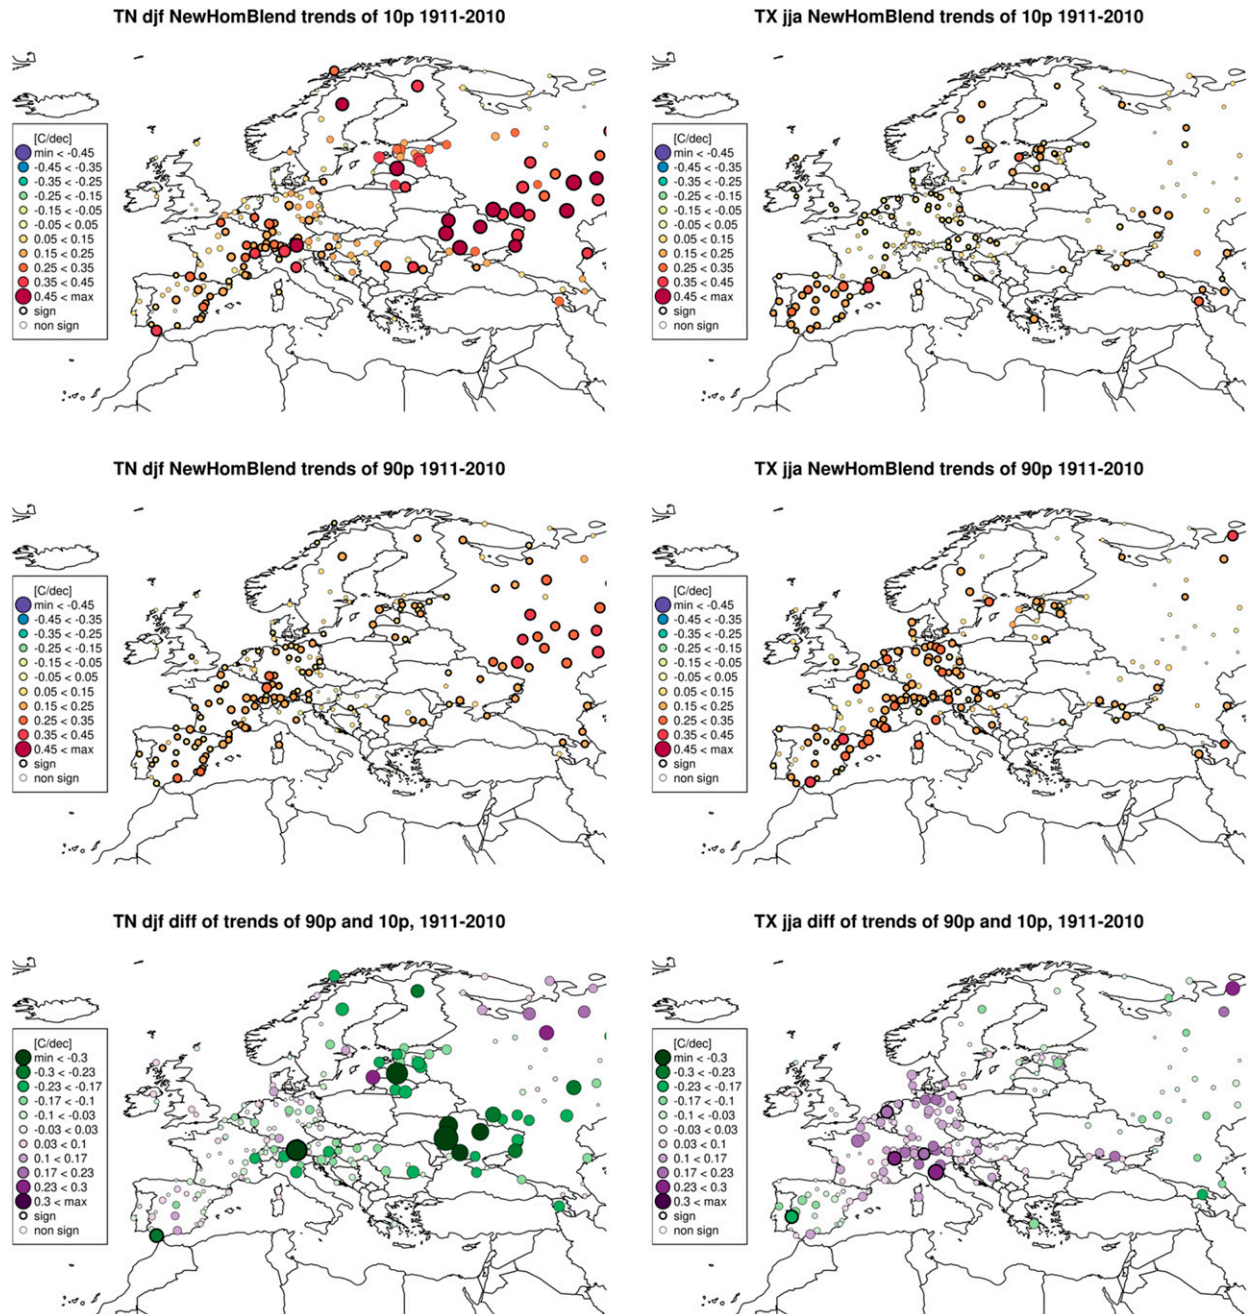 TN djf NewHomBlend trends of 10p 1911-2010
[C/dec]
min < -0.45
-0.45 < -0.35
-0.35 < -0.25
-0.25 < -0.15
-0.15 < -0.05
-0.05 < 0.05
0.05 < 0.15
0.15 < 0.25
0.25 < 0.35
0.35 < 0.45
0.45 < max
sign
non sign
TX jja NewHomBlend trends of 10p 1911-2010
[C/dec]
min < -0.45
-0.45 < -0.35
-0.35 < -0.25
-0.25 < -0.15
-0.15 < -0.05
-0.05 < 0.05
0.05 < 0.15
0.15 < 0.25
0.25 < 0.35
0.35 < 0.45
0.45 < max
sign
non sign
TN djf NewHomBlend trends of 90p 1911-2010
[C/dec]
min < -0.45
-0.45 < -0.35
-0.35 < -0.25
-0.25 < -0.15
-0.15 < -0.05
-0.05 < 0.05
0.05 < 0.15
0.15 < 0.25
0.25 < 0.35
0.35 < 0.45
0.45 < max
sign
non sign
TX jja NewHomBlend trends of 90p 1911-2010
[C/dec]
min < -0.45
-0.45 < -0.35
-0.35 < -0.25
-0.25 < -0.15
-0.15 < -0.05
-0.05 < 0.05
0.05 < 0.15
0.15 < 0.25
0.25 < 0.35
0.35 < 0.45
0.45 < max
sign
non sign
TN djf diff of trends of 90p and 10p, 1911-2010
[C/dec]
min < -0.3
-0.3 < -0.23
-0.23 < -0.17
-0.17 < -0.1
-0.1 < -0.03
-0.03 < 0.03
0.03 < 0.1
0.1 < 0.17
0.17 < 0.23
0.23 < 0.3
0.3 < max
sign
non sign
TX jja diff of trends of 90p and 10p, 1911-2010
[C/dec]
min < -0.3
-0.3 < -0.23
-0.23 < -0.17
-0.17 < -0.1
-0.1 < -0.03
-0.03 < 0.03
0.03 < 0.1
0.1 < 0.17
0.17 < 0.23
0.23 < 0.3
0.3 < max
sign
non sign